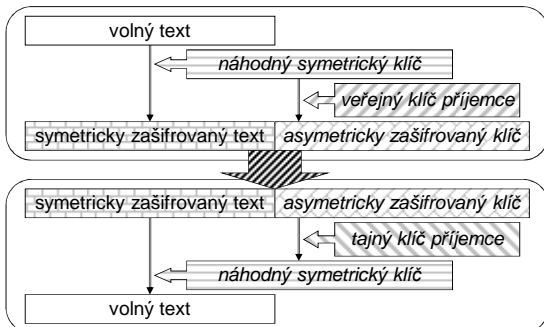 volný text
náhodný symetrický klíč
veřejný klíč příjemce
symetricky zašifrovaný text asymetricky zašifrovaný klíč
symetricky zašifrovaný text asymetricky zašifrovaný klíč
tajný klíč příjemce
náhodný symetrický klíč
volný text